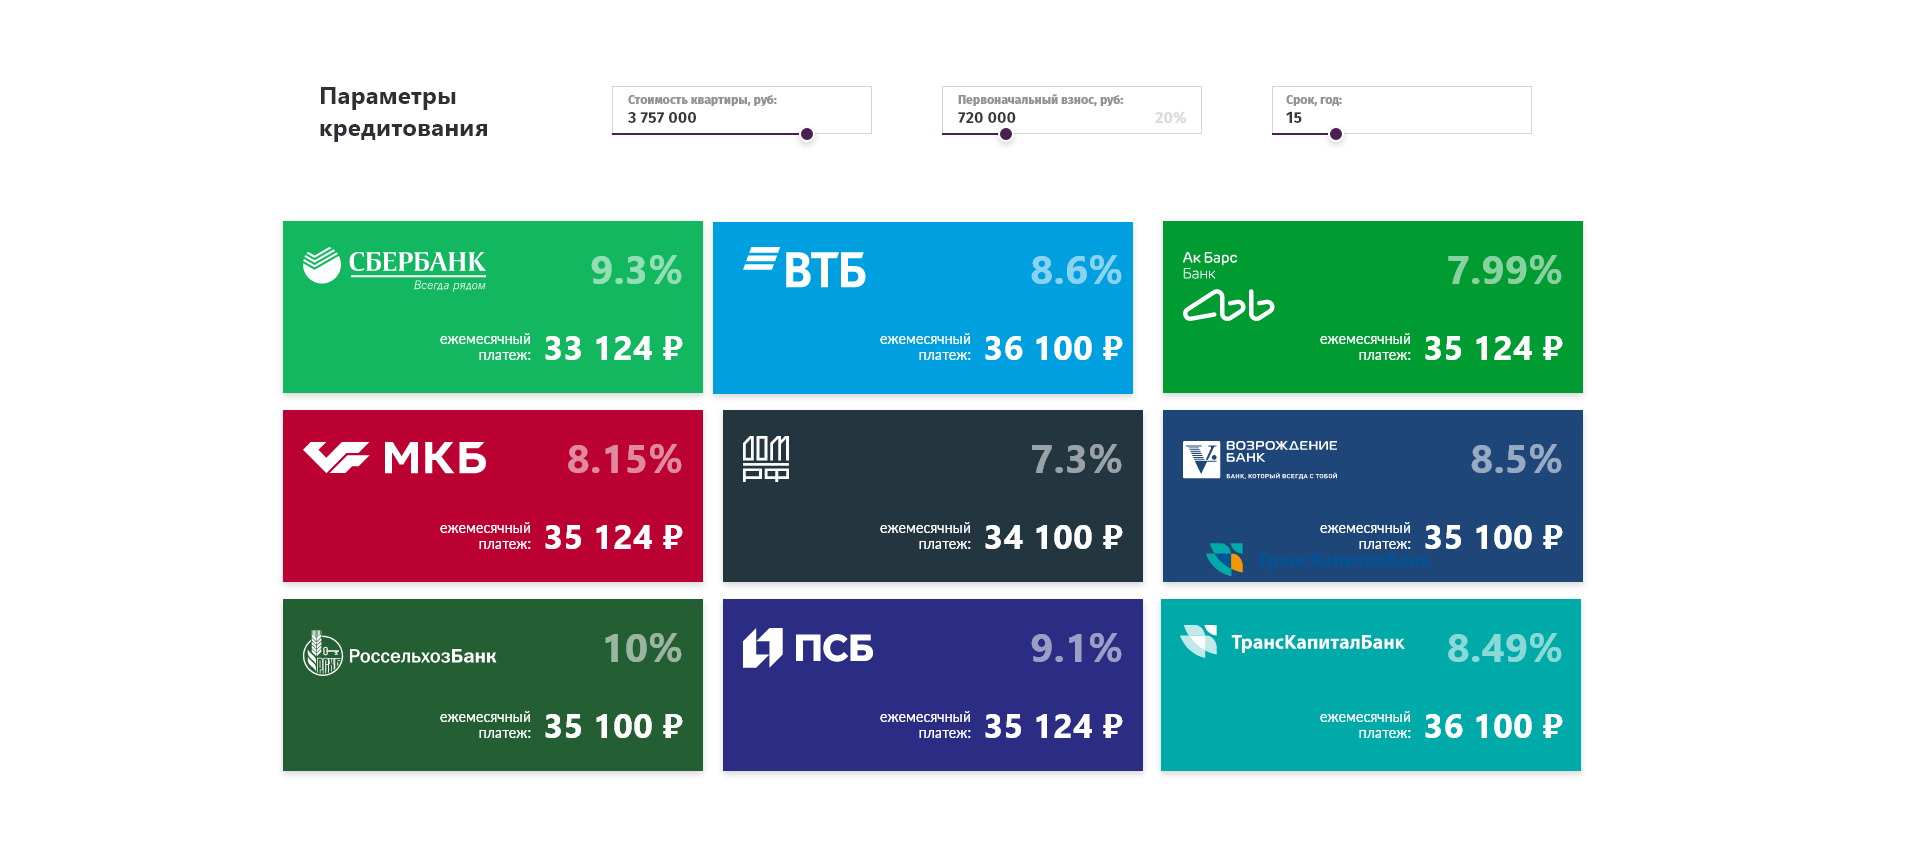 Параметры
кредитования
Стоимость квартиры, руб:
3 757 000
Первоначальный взнос, руб:
720 000
20%
Срок, год:
15
СБЕРБАНК
Всегда рядом
9.3%
ежемесячный
платеж:
33 124 ₽
ВТБ
8.6%
ежемесячный
платеж:
36 100 ₽
Ак Барс
Банк
7.99%
ежемесячный
платеж:
35 124 ₽
МКБ
8.15%
ежемесячный
платеж:
35 124 ₽
ДОМ
РФ
7.3%
ежемесячный
платеж:
34 100 ₽
ВОЗРОЖДЕНИЕ
БАНК
БАНК, КОТОРЫЙ ВСЕГДА С ТОБОЙ
8.5%
ежемесячный
платеж:
35 100 ₽
ТрансКапиталБанк
РоссельхозБанк
10%
ежемесячный
платеж:
35 100 ₽
ПСБ
9.1%
ежемесячный
платеж:
35 124 ₽
ТрансКапиталБанк
8.49%
ежемесячный
платеж:
36 100 ₽